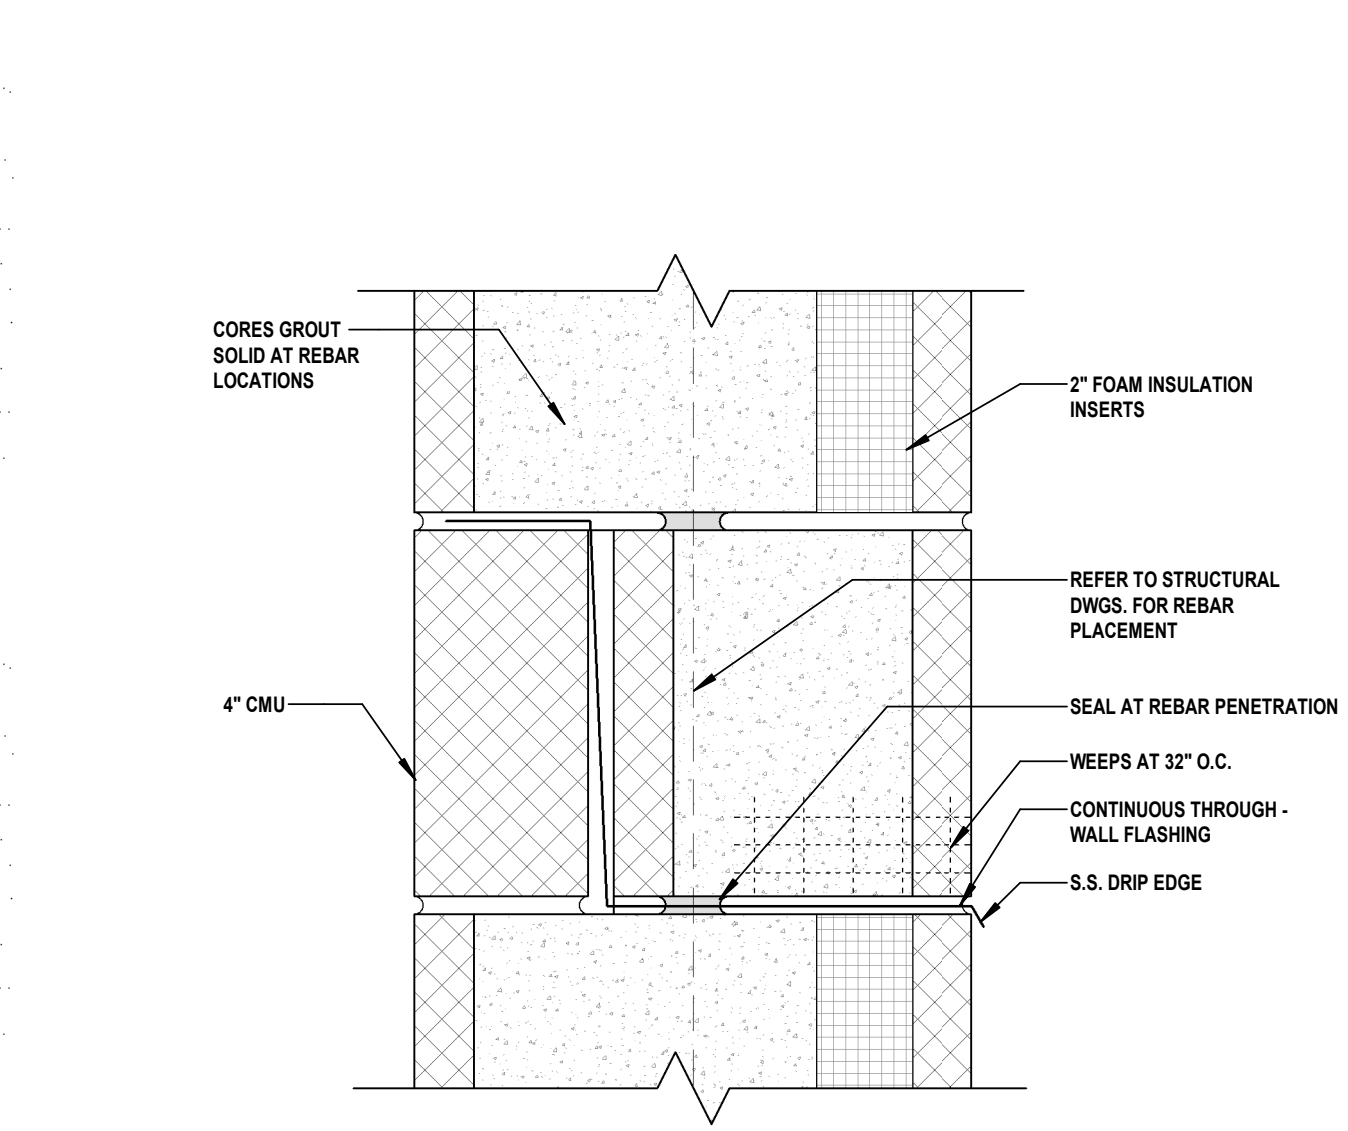 CORES GROUT
SOLID AT REBAR
LOCATIONS
2" FOAM INSULATION
INSERTS
REFER TO STRUCTURAL
DWGS. FOR REBAR
PLACEMENT
4" CMU
SEAL AT REBAR PENETRATION
WEEPS AT 32" O.C.
CONTINUOUS THROUGH -
WALL FLASHING
S.S. DRIP EDGE